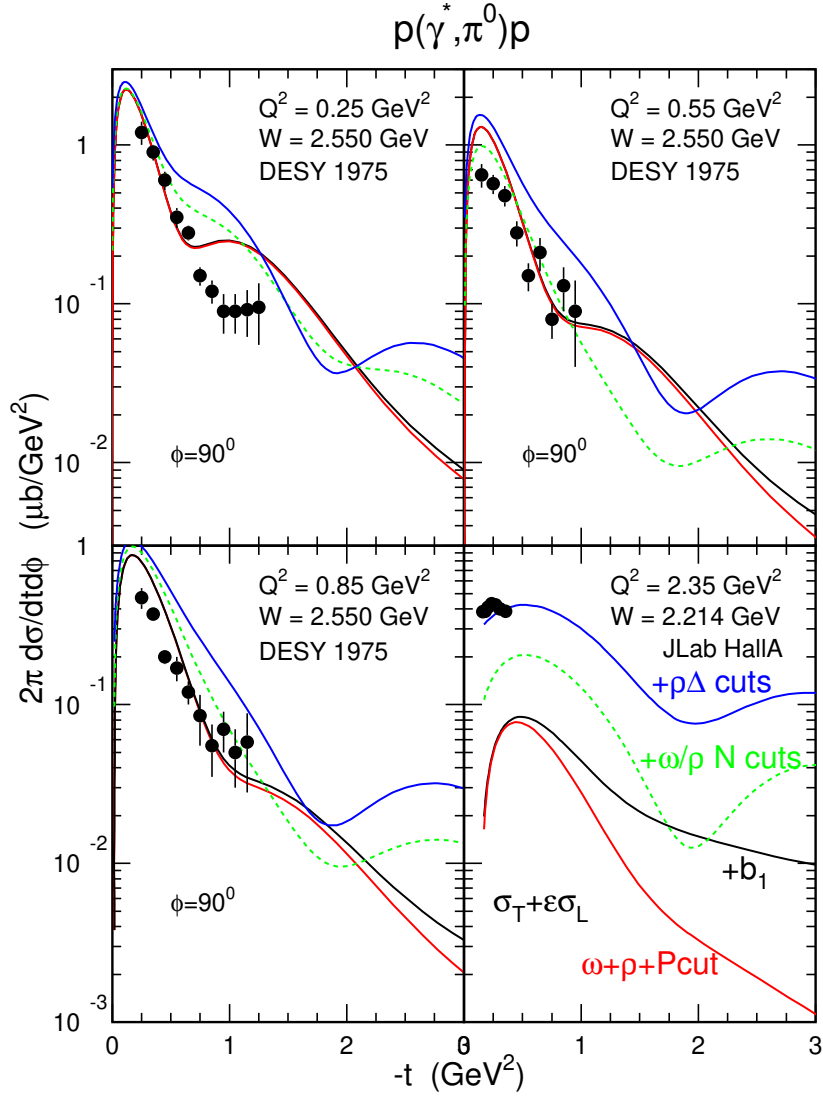 p(γ*,π⁰)p
Q² = 0.25 GeV²
W = 2.550 GeV
DESY 1975
ϕ=90⁰
Q² = 0.55 GeV²
W = 2.550 GeV
DESY 1975
ϕ=90⁰
1
10⁻¹
10⁻²
1
2π dσ/dtdϕ (μb/GeV²)
Q² = 0.85 GeV²
W = 2.550 GeV
DESY 1975
ϕ=90⁰
Q² = 2.35 GeV²
W = 2.214 GeV
JLab HallA
+ρΔ cuts
+ω/ρ N cuts
+b₁
σ_T+εσ_L
ω+ρ+Pcut
10⁻¹
10⁻²
10⁻³
0 1 2 3 0 1 2 3
-t (GeV²)